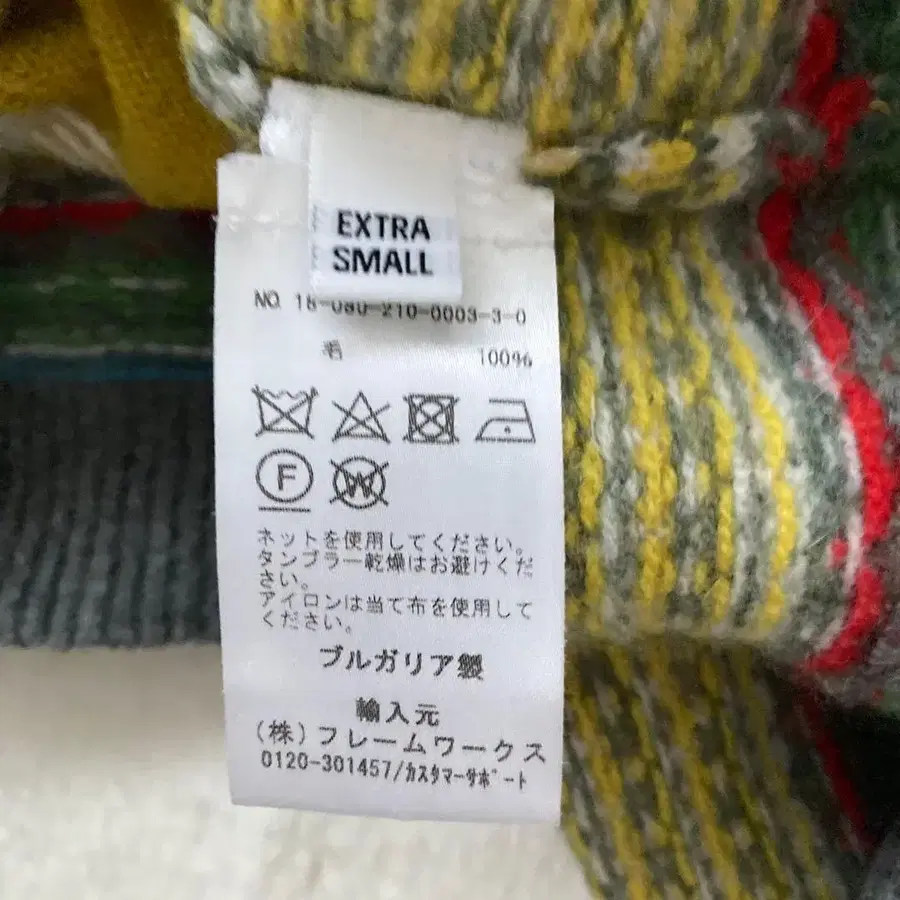 EXTRA
SMALL
NO. 18-080-210-0003-3-0
毛 100%
F
W
ネットを使用してください。
タンブラー乾燥はお避けくだ
さい。
アイロンは当て布を使用して
ください。
ブルガリア製
輸入元
(株)フレームワークス
0120-301457/カスタマーサポート